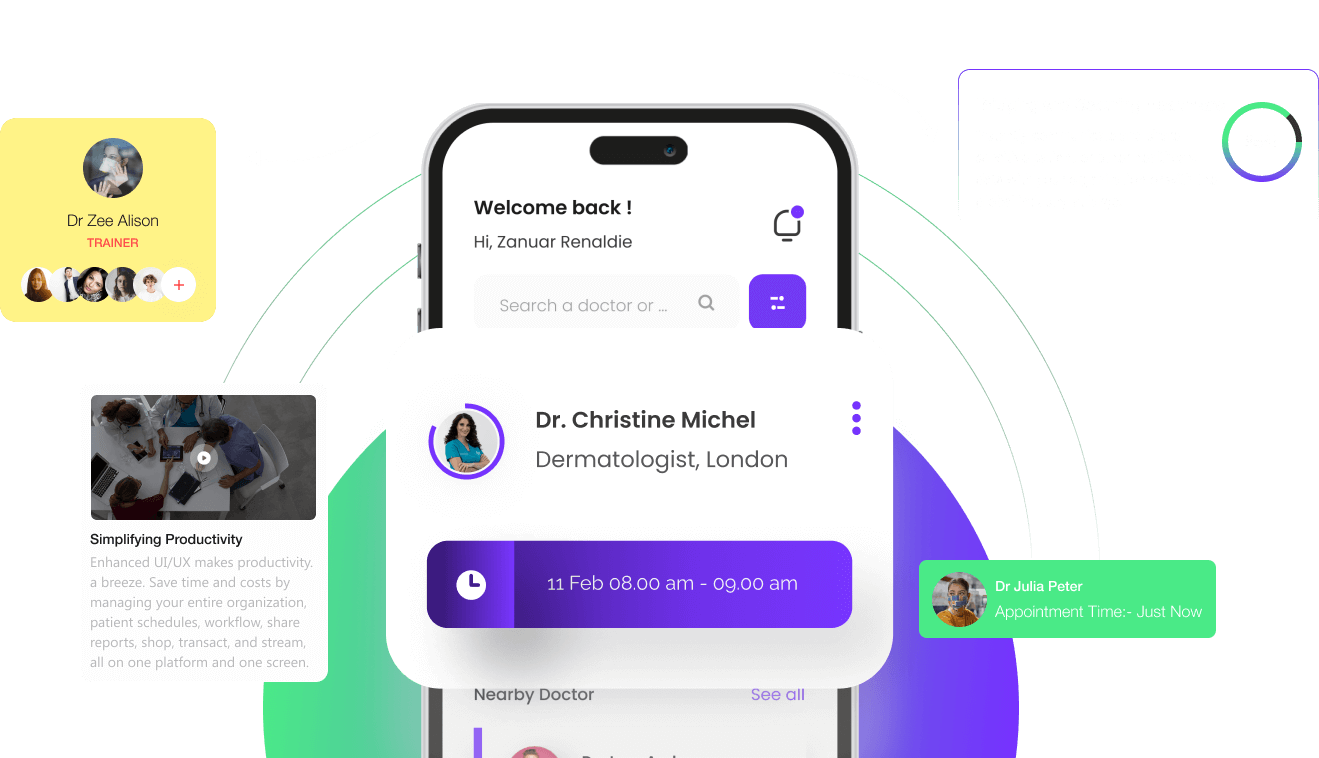 Dr Zee Alison
TRAINER
Welcome back !
Hi, Zanuar Renaldie
Search a doctor or ...
Dr. Christine Michel
Dermatologist, London
11 Feb 08.00 am - 09.00 am
Simplifying Productivity
Enhanced UI/UX makes productivity.
a breeze. Save time and costs by
managing your entire organization,
patient schedules, workflow, share
reports, shop, transact, and stream,
all on one platform and one screen.
Dr Julia Peter
Appointment Time:- Just Now
Nearby Doctor
See all